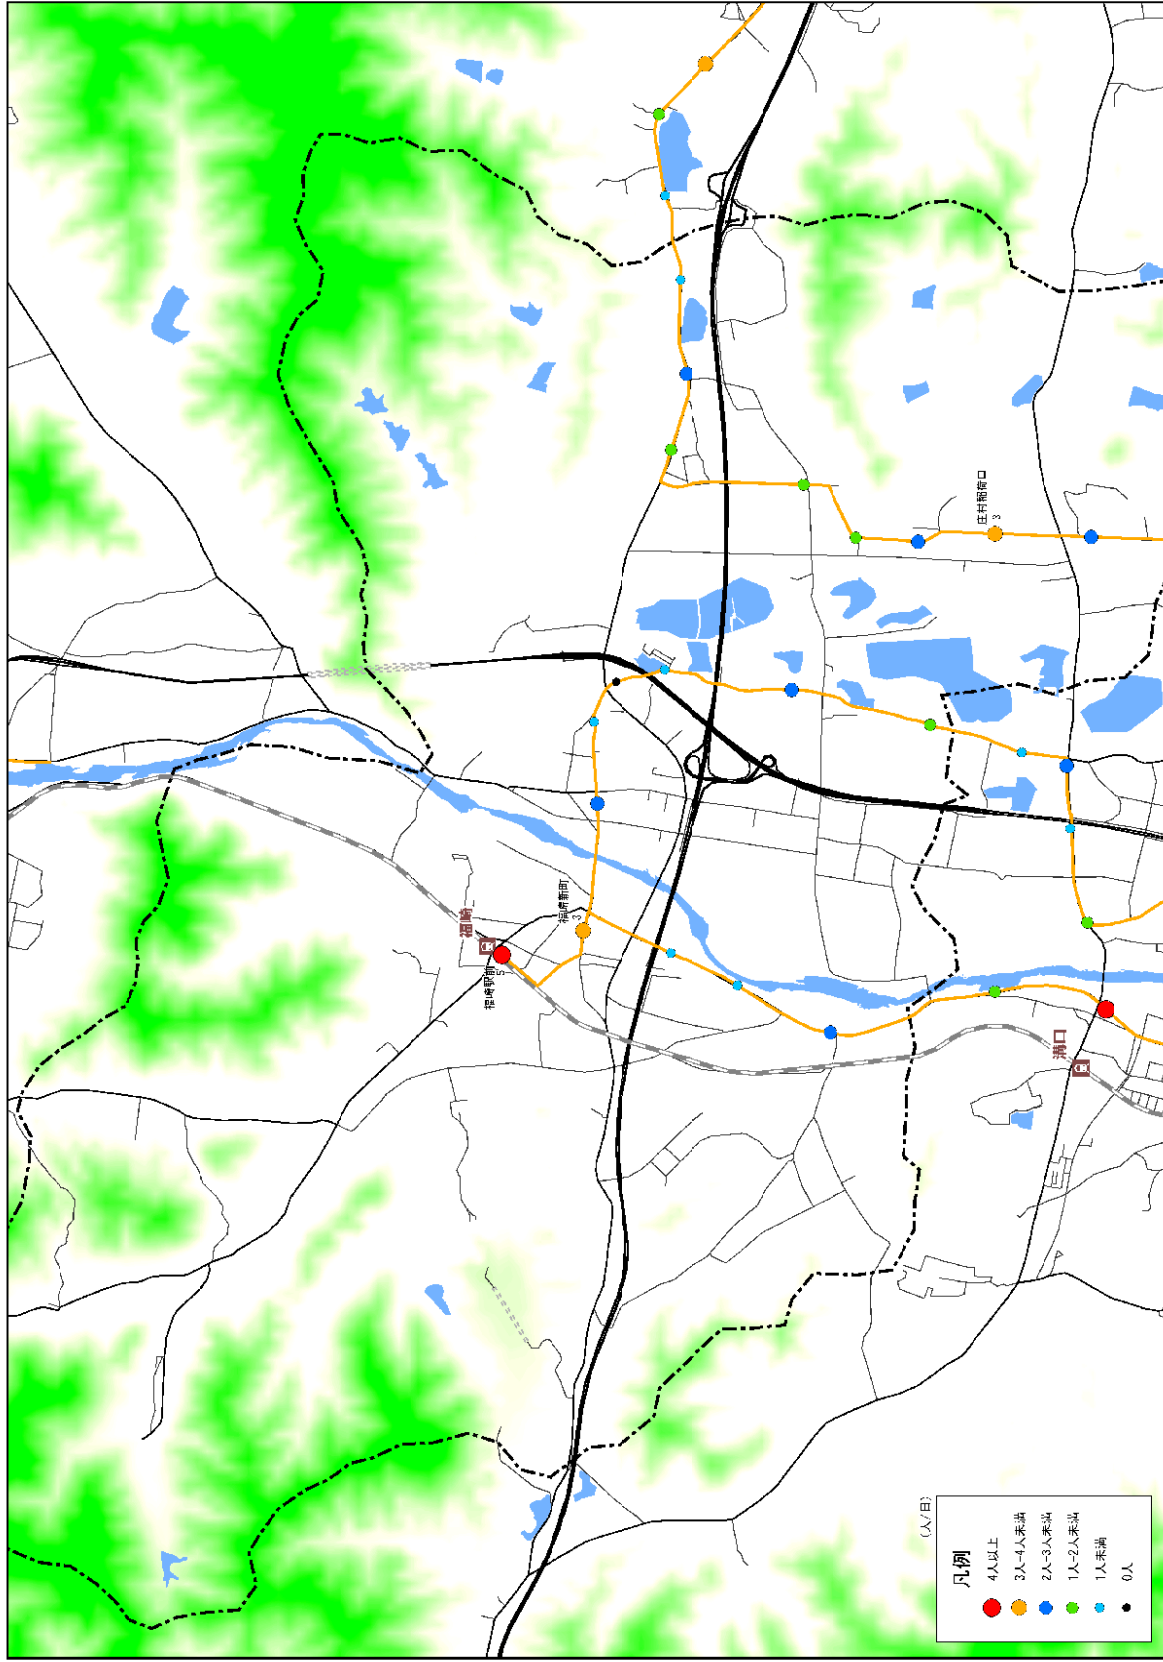 福崎
福崎駅前
5
福崎新町
3
庄村稲荷口
3
溝口
(人/日)
凡例
4人以上
3人-4人未満
2人-3人未満
1人-2人未満
1人未満
0人